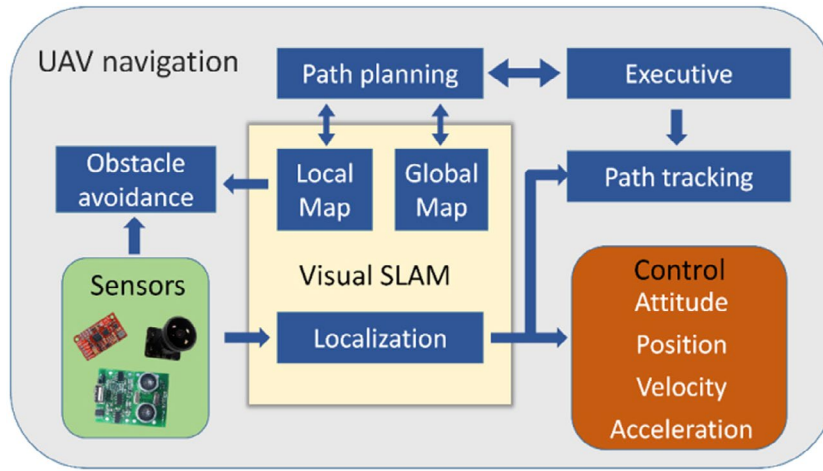 UAV navigation
Path planning
Executive
Obstacle
avoidance
Local
Map
Global
Map
Path tracking
Sensors
Visual SLAM
Localization
Control
Attitude
Position
Velocity
Acceleration